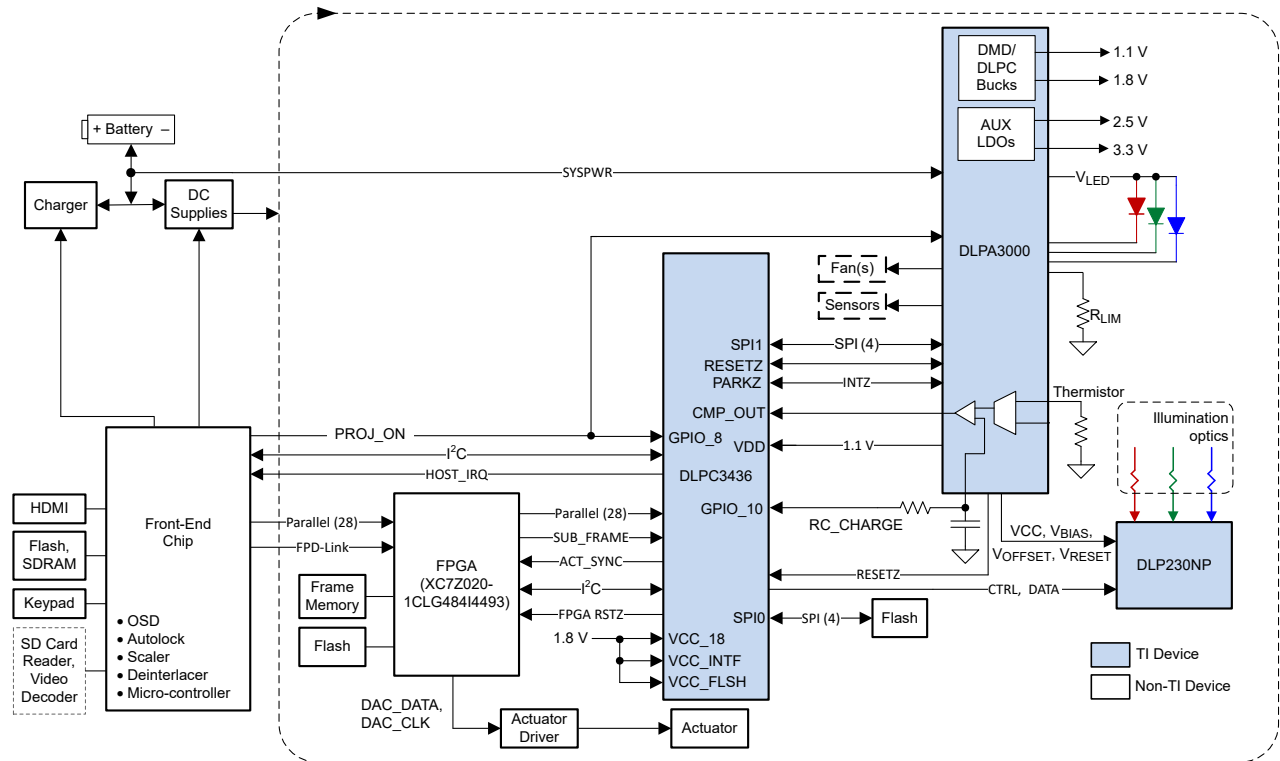 DMD/
DLPC
Bucks
1.1 V
1.8 V
AUX
LDOs
2.5 V
3.3 V
+ Battery –
SYSPWR
Charger
DC
Supplies
VLED
DLPA3000
Fan(s)
Sensors
RLIM
SPI1
SPI (4)
RESETZ
PARKZ
INTZ
CMP_OUT
Thermistor
Illumination
optics
PROJ_ON
GPIO_8
VDD
1.1 V
I2C
HOST_IRQ
DLPC3436
HDMI
Flash,
SDRAM
Keypad
SD Card
Reader,
Video
Decoder
Front-End
Chip
• OSD
• Autolock
• Scaler
• Deinterlacer
• Micro-controller
Parallel (28)
FPD-Link
Frame
Memory
Flash
FPGA
(XC7Z020-
1CLG484I4493)
Parallel (28)
SUB_FRAME
ACT_SYNC
I2C
FPGA RSTZ
GPIO_10
RC_CHARGE
VCC, VBIAS,
VOFFSET, VRESET
DLP230NP
RESETZ
CTRL, DATA
SPI0
SPI (4)
Flash
1.8 V
VCC_18
VCC_INTF
VCC_FLSH
DAC_DATA,
DAC_CLK
Actuator
Driver
Actuator
TI Device
Non-TI Device